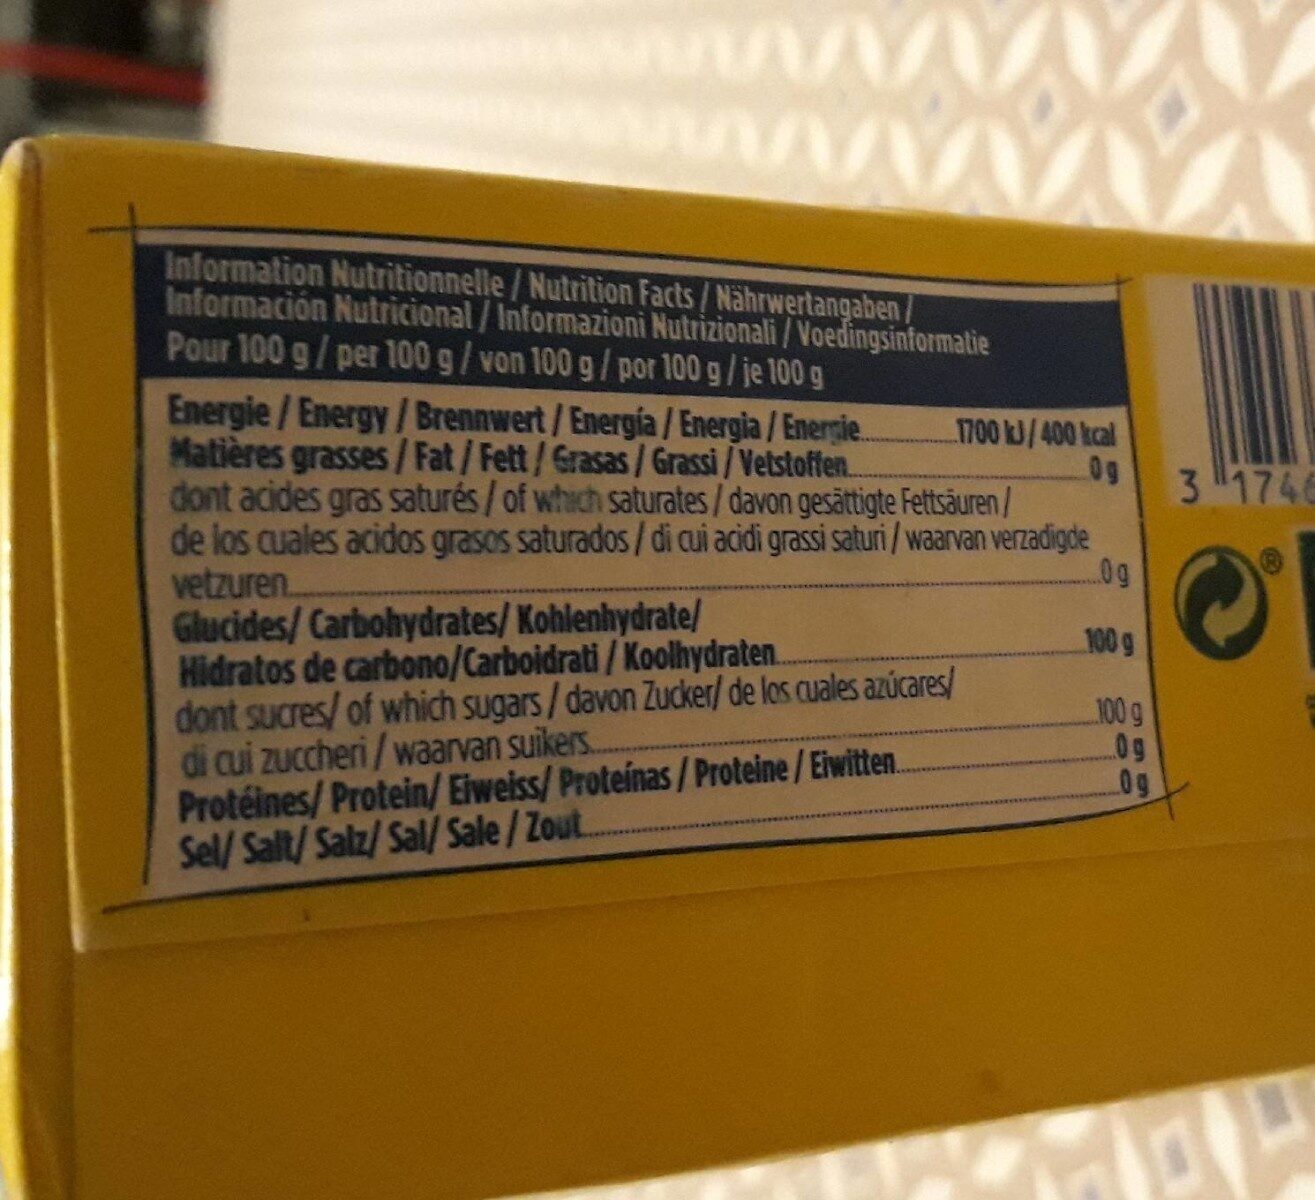 Information Nutritionnelle / Nutrition Facts / Nährwertangaben /
Información Nutricional / Informazioni Nutrizionali / Voedingsinformatie
Pour 100 g / per 100 g / von 100 g / por 100 g / je 100 g
Energie / Energy / Brennwert / Energía / Energia / Energie 1700 kJ / 400 kcal
Matières grasses / Fat / Fett / Grasas / Grassi / Vetstoffen 0 g
dont acides gras saturés / of which saturates / davon gesättigte Fettsäuren /
de los cuales acidos grasos saturados / di cui acidi grassi saturi / waarvan verzadigde
vetzuren 0 g
Glucides/ Carbohydrates/ Kohlenhydrate/
Hidratos de carbono/Carboidrati / Koolhydraten 100 g
dont sucres/ of which sugars / davon Zucker/ de los cuales azúcares/
di cui zuccheri / waarvan suikers 100 g
Protéines/ Protein/ Eiweiss/ Proteínas / Proteine / Eiwitten 0 g
Sel/ Salt/ Salz/ Sal/ Sale / Zout 0 g
3 174
®